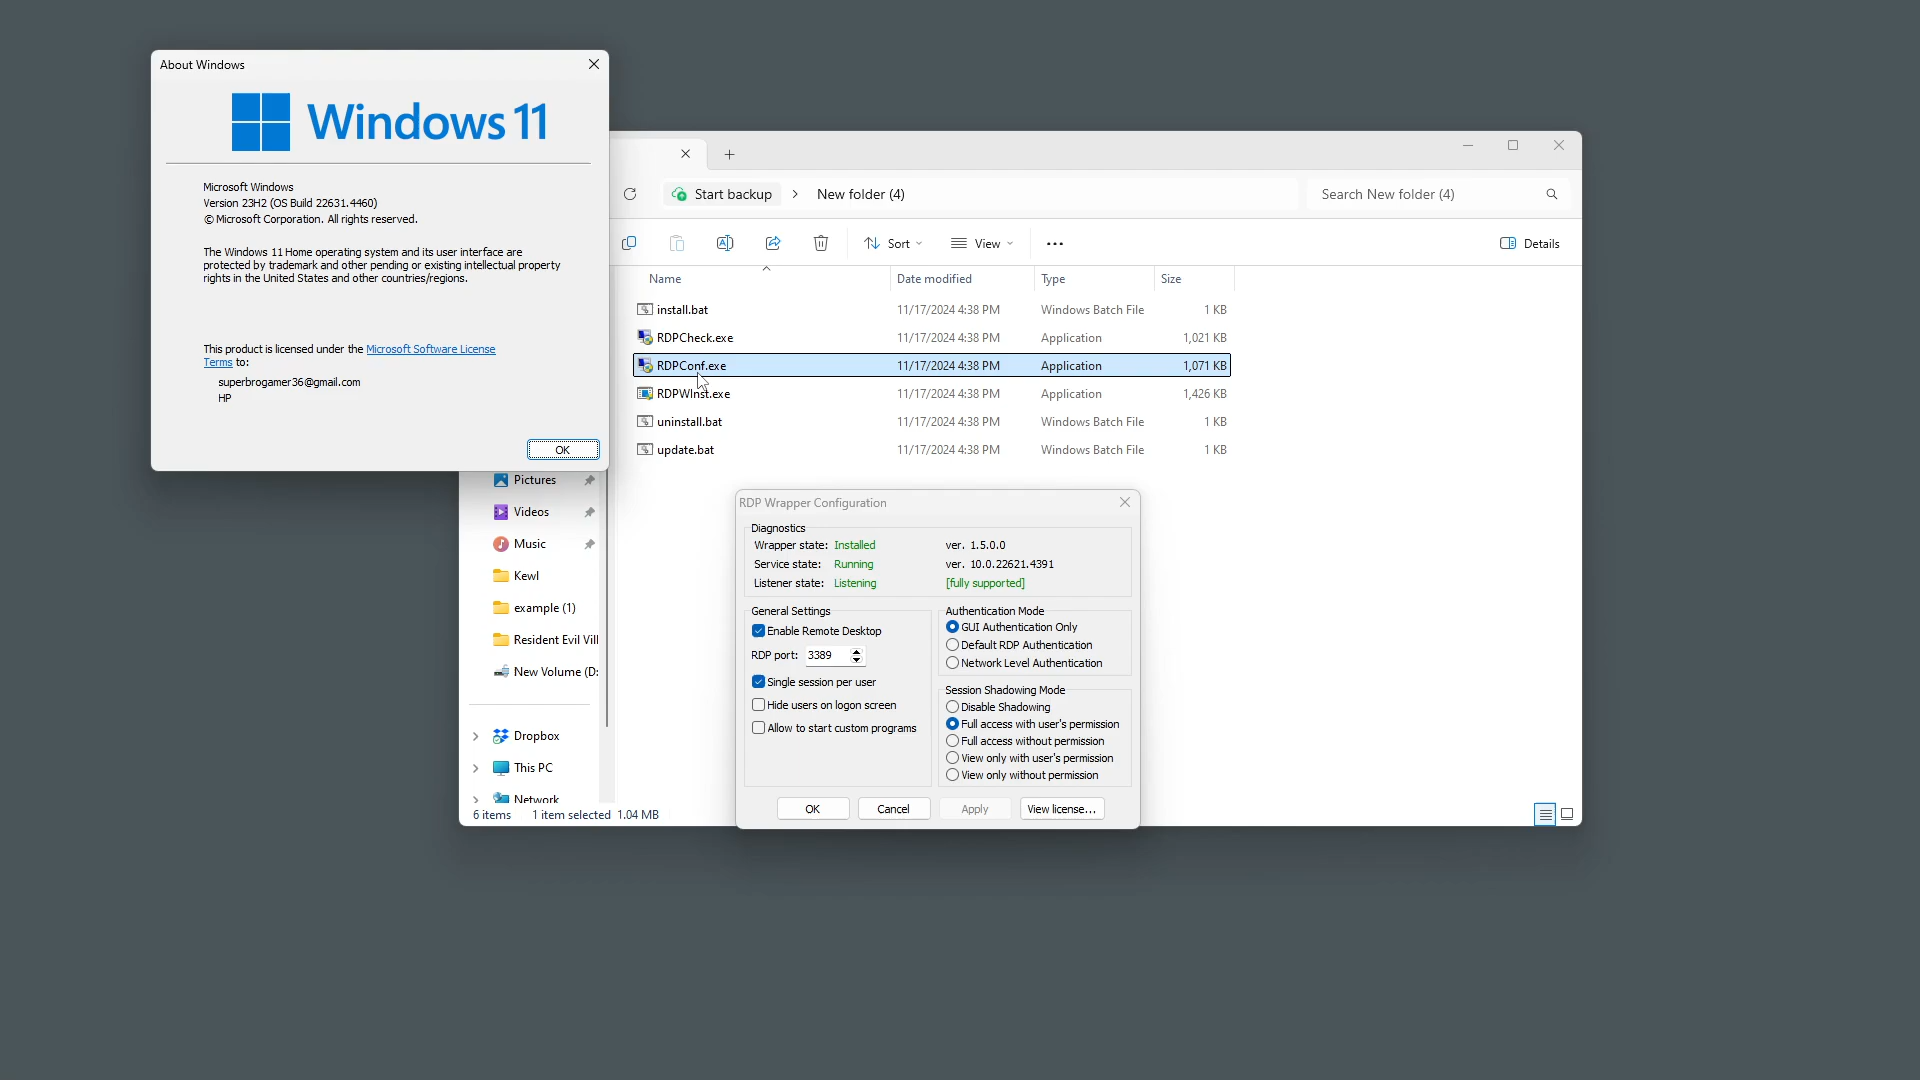 About Windows
Windows 11
Microsoft Windows
Version 23H2 (OS Build 22631.4460)
© Microsoft Corporation. All rights reserved.
The Windows 11 Home operating system and its user interface are
protected by trademark and other pending or existing intellectual property
rights in the United States and other countries/regions.
This product is licensed under the Microsoft Software License
Terms to:
superbrogamer36@gmail.com
HP
OK
Start backup
New folder (4)
Search New folder (4)
Sort
View
Details
Name Date modified Type Size
install.bat 11/17/2024 4:38 PM Windows Batch File 1 KB
RDPCheck.exe 11/17/2024 4:38 PM Application 1,021 KB
RDPConf.exe 11/17/2024 4:38 PM Application 1,071 KB
RDPWInst.exe 11/17/2024 4:38 PM Application 1,426 KB
uninstall.bat 11/17/2024 4:38 PM Windows Batch File 1 KB
update.bat 11/17/2024 4:38 PM Windows Batch File 1 KB
Pictures
Videos
Music
Kewl
example (1)
Resident Evil Vill
New Volume (D:
Dropbox
This PC
Network
6 items 1 item selected 1.04 MB
RDP Wrapper Configuration
Diagnostics
Wrapper state: Installed ver. 1.5.0.0
Service state: Running ver. 10.0.22621.4391
Listener state: Listening [fully supported]
General Settings
Enable Remote Desktop
RDP port: 3389
Single session per user
Hide users on logon screen
Allow to start custom programs
Authentication Mode
GUI Authentication Only
Default RDP Authentication
Network Level Authentication
Session Shadowing Mode
Disable Shadowing
Full access with user's permission
Full access without permission
View only with user's permission
View only without permission
OK Cancel Apply View license...